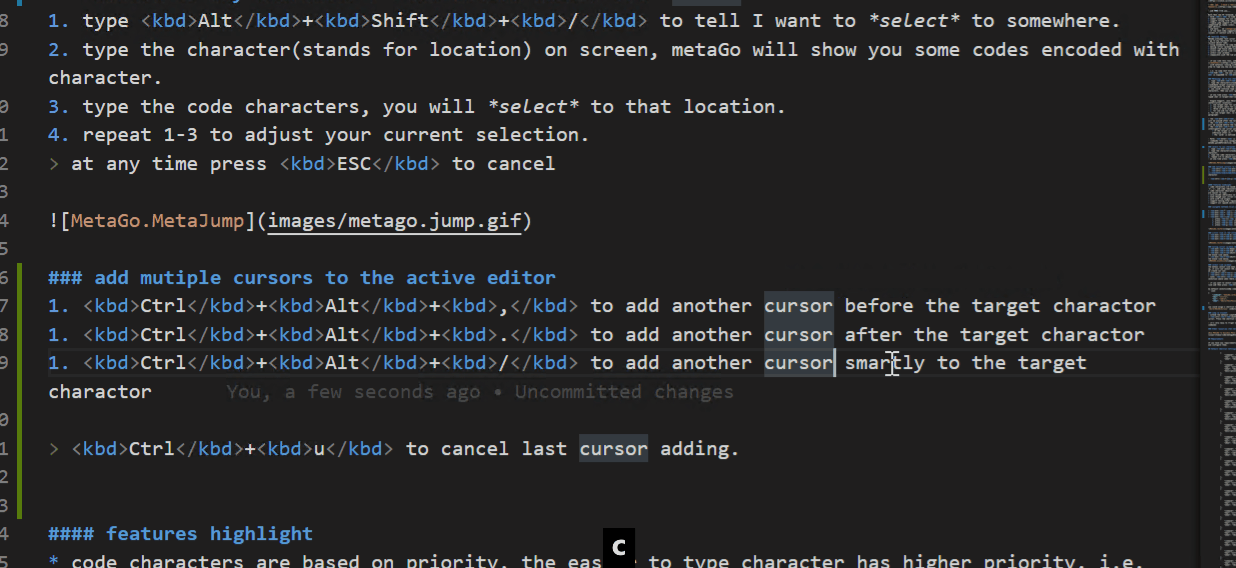 8 1. type <kbd>Alt</kbd>+<kbd>Shift</kbd>+<kbd>/</kbd> to tell I want to *select* to somewhere.
9 2. type the character(stands for location) on screen, metaGo will show you some codes encoded with
character.
0 3. type the code characters, you will *select* to that location.
1 4. repeat 1-3 to adjust your current selection.
2 > at any time press <kbd>ESC</kbd> to cancel
3
4 ![MetaGo.MetaJump](images/metago.jump.gif)
5
6 ### add mutiple cursors to the active editor
7 1. <kbd>Ctrl</kbd>+<kbd>Alt</kbd>+<kbd>,</kbd> to add another cursor before the target charactor
8 1. <kbd>Ctrl</kbd>+<kbd>Alt</kbd>+<kbd>.</kbd> to add another cursor after the target charactor
9 1. <kbd>Ctrl</kbd>+<kbd>Alt</kbd>+<kbd>/</kbd> to add another cursor smartly to the target
charactor You, a few seconds ago • Uncommitted changes
0
1 > <kbd>Ctrl</kbd>+<kbd>u</kbd> to cancel last cursor adding.
2
3
4 #### features highlight
5 * code characters are based on priority, the to type character has higher priority, i.e.
c